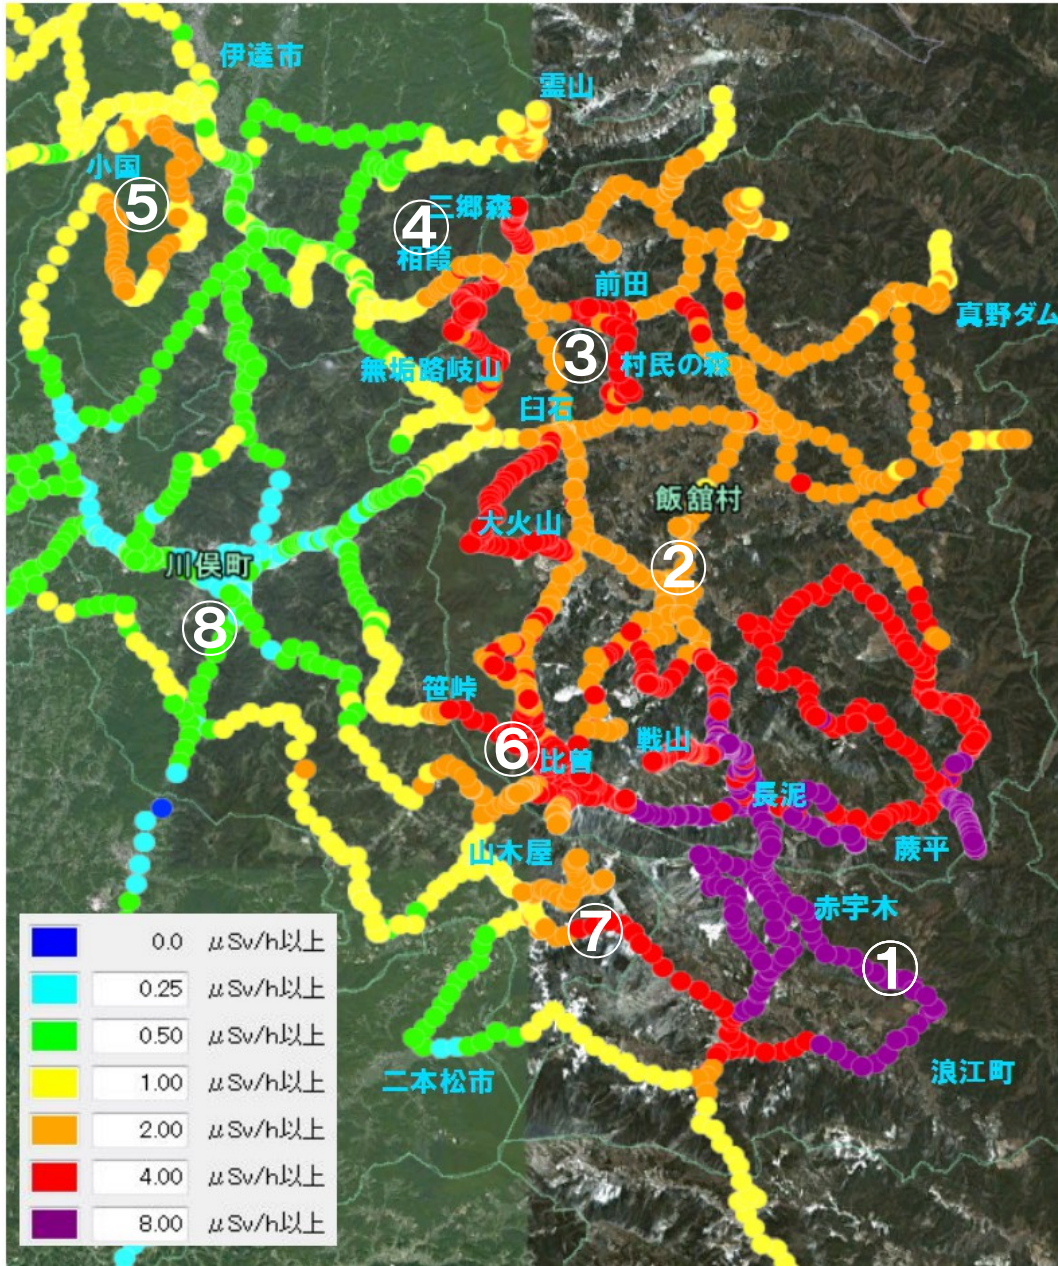 伊達市
霊山
小国
⑤
④
三郷森
相霞
前田
真野ダム
③
無垢路岐山
村民の森
臼石
飯舘村
大火山
②
川俣町
⑧
笹峠
⑥
戦山
比曽
長泥
山木屋
蕨平
赤宇木
⑦
①
二本松市
浪江町
0.0 μSv/h以上
0.25 μSv/h以上
0.50 μSv/h以上
1.00 μSv/h以上
2.00 μSv/h以上
4.00 μSv/h以上
8.00 μSv/h以上